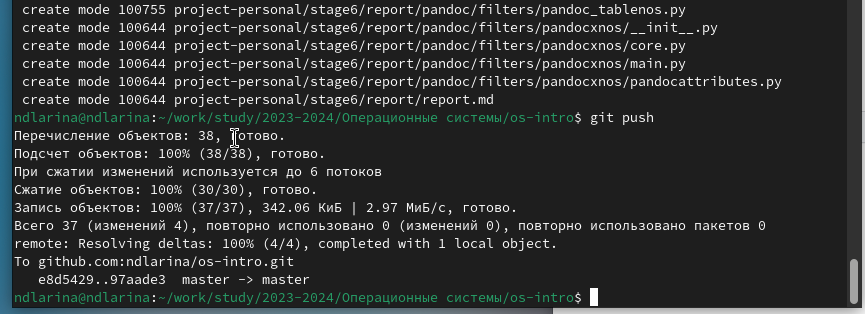 create mode 100755 project-personal/stage6/report/pandoc/filters/pandoc_tablenos.py
create mode 100644 project-personal/stage6/report/pandoc/filters/pandocxnos/__init__.py
create mode 100644 project-personal/stage6/report/pandoc/filters/pandocxnos/core.py
create mode 100644 project-personal/stage6/report/pandoc/filters/pandocxnos/main.py
create mode 100644 project-personal/stage6/report/pandoc/filters/pandocxnos/pandocattributes.py
create mode 100644 project-personal/stage6/report/report.md
ndlarina@ndlarina:~/work/study/2023-2024/Операционные системы/os-intro$ git push
Перечисление объектов: 38, готово.
Подсчет объектов: 100% (38/38), готово.
При сжатии изменений используется до 6 потоков
Сжатие объектов: 100% (30/30), готово.
Запись объектов: 100% (37/37), 342.06 КиБ | 2.97 МиБ/с, готово.
Всего 37 (изменений 4), повторно использовано 0 (изменений 0), повторно использовано пакетов 0
remote: Resolving deltas: 100% (4/4), completed with 1 local object.
To github.com:ndlarina/os-intro.git
e8d5429..97aade3  master -> master
ndlarina@ndlarina:~/work/study/2023-2024/Операционные системы/os-intro$